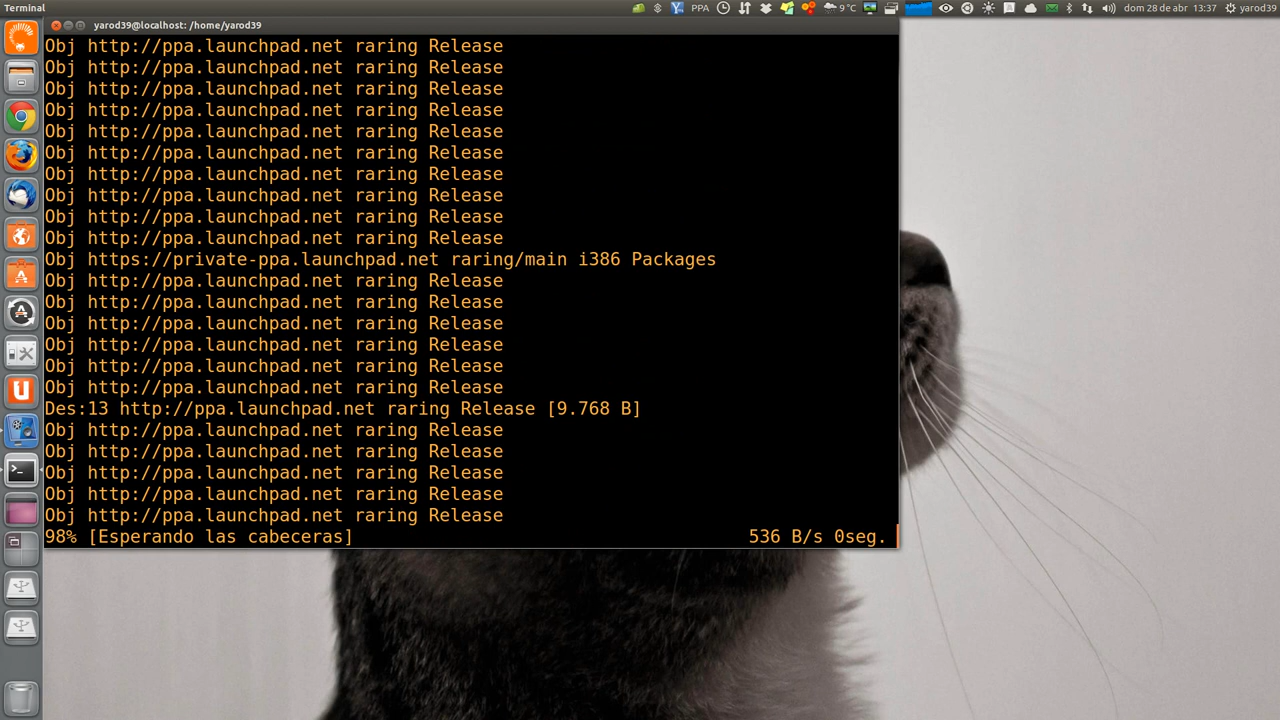 Terminal
PPA
9 °C
dom 28 de abr
13:37
yarod39
yarod39@localhost: /home/yarod39
Obj http://ppa.launchpad.net raring Release
Obj http://ppa.launchpad.net raring Release
Obj http://ppa.launchpad.net raring Release
Obj http://ppa.launchpad.net raring Release
Obj http://ppa.launchpad.net raring Release
Obj http://ppa.launchpad.net raring Release
Obj http://ppa.launchpad.net raring Release
Obj http://ppa.launchpad.net raring Release
Obj http://ppa.launchpad.net raring Release
Obj http://ppa.launchpad.net raring Release
Obj https://private-ppa.launchpad.net raring/main i386 Packages
Obj http://ppa.launchpad.net raring Release
Obj http://ppa.launchpad.net raring Release
Obj http://ppa.launchpad.net raring Release
Obj http://ppa.launchpad.net raring Release
Obj http://ppa.launchpad.net raring Release
Obj http://ppa.launchpad.net raring Release
Des:13 http://ppa.launchpad.net raring Release [9.768 B]
Obj http://ppa.launchpad.net raring Release
Obj http://ppa.launchpad.net raring Release
Obj http://ppa.launchpad.net raring Release
Obj http://ppa.launchpad.net raring Release
Obj http://ppa.launchpad.net raring Release
98% [Esperando las cabeceras] 536 B/s 0seg.